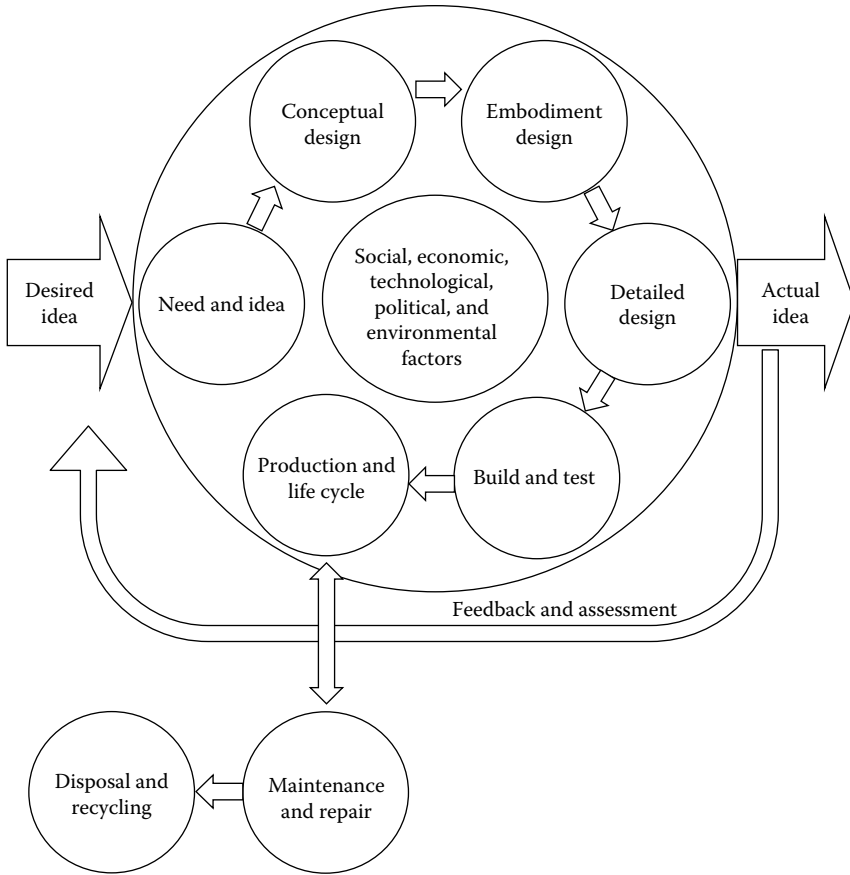 Conceptual
design
Embodiment
design
Desired
idea
Need and idea
Social, economic,
technological,
political, and
environmental
factors
Detailed
design
Actual
idea
Production and
life cycle
Build and test
Feedback and assessment
Disposal and
recycling
Maintenance
and repair